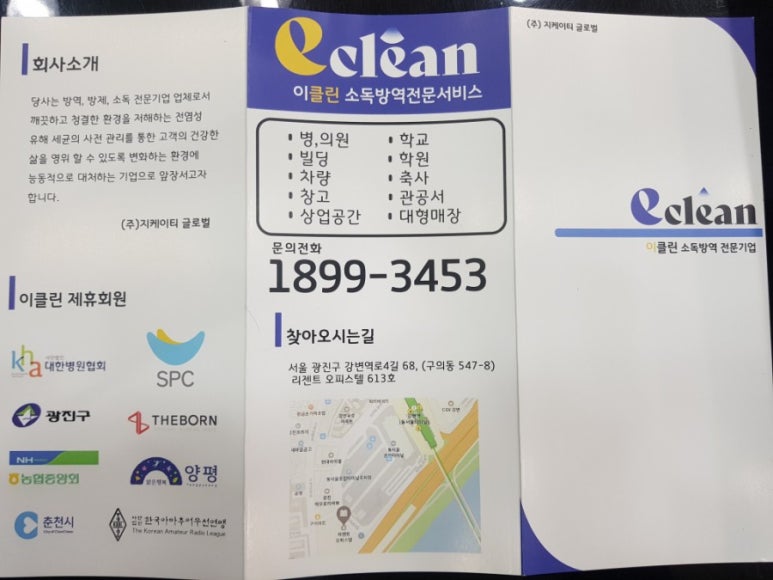 회사소개
당사는 방역, 방제, 소독 전문기업 업체로서
깨끗하고 청결한 환경을 저해하는 전염성
유해 세균의 사전 관리를 통한 고객의 건강한
삶을 영위 할 수 있도록 변화하는 환경에
능동적으로 대처하는 기업으로 앞장서고자
합니다.
(주)지케이티 글로벌
이클린 제휴회원
kha 대한병원협회
SPC
광진구
THEBORN
NH
농협중앙회
맑은행복 양평
춘천시
한국아마추어무선연맹
The Korean Amateur Radio League
eclean
이클린 소독방역전문서비스
• 병,의원
• 빌딩
• 차량
• 창고
• 상업공간
• 학교
• 학원
• 축사
• 관공서
• 대형매장
문의전화
1899-3453
찾아오시는길
서울 광진구 강변역로4길 68, (구의동 547-8)
리젠트 오피스텔 613호
(주) 지케이티 글로벌
eclean
이클린 소독방역 전문기업